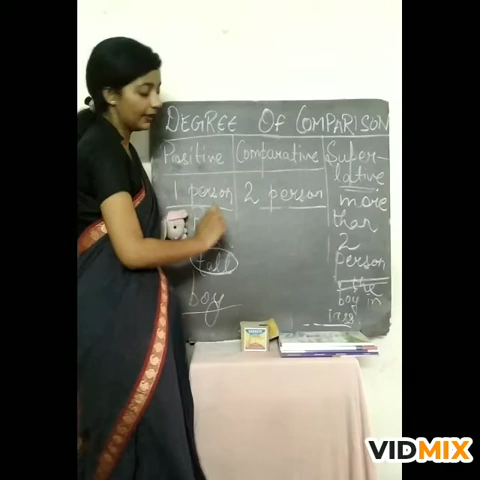 DEGREE OF COMPARISON
Positive Comparative Super-
lative
1 person 2 person more
than
2
person
tall
the
boy
boy in
VIDMIX